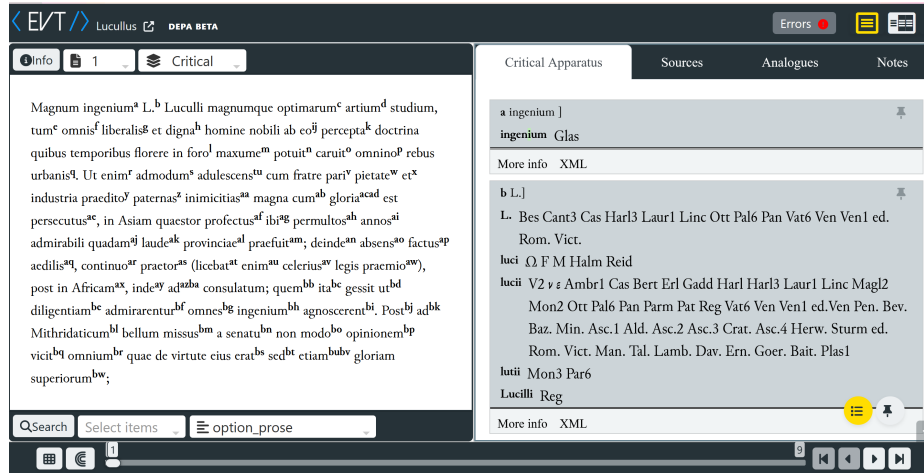 < EVT /> Lucullus DEPA BETA
Errors
Info 1 Critical
Magnum ingeniumᵃ L.ᵇ Luculli magnumque optimarumᶜ artiumᵈ studium,
tumᵉ omnisᶠ liberalisᵍ et dignaʰ homine nobili ab eoⁱʲ perceptaᵏ doctrina
quibus temporibus florere in foroˡ maxumeᵐ potuitⁿ caruitᵒ omninoᵖ rebus
urbanisq. Ut enimʳ admodumˢ adulescensᵗᵘ cum fratre pariᵛ pietateʷ etˣ
industria praeditoʸ paternasᶻ inimicitiasᵃᵃ magna cumᵃᵇ gloriaᵃᶜᵃᵈ est
persecutusᵃᵉ, in Asiam quaestor profectusᵃᶠ ibiᵃᵍ permultosᵃʰ annosᵃⁱ
admirabili quadamᵃʲ laudeᵃᵏ provinciaeᵃˡ praefuitᵃᵐ; deindeᵃⁿ absensᵃᵒ factusᵃᵖ
aedilisaq, continuoᵃʳ praetorᵃˢ (licebatᵃᵗ enimᵃᵘ celeriusᵃᵛ legis praemioᵃʷ),
post in Africamᵃˣ, indeᵃʸ adᵃᶻᵇᵃ consulatum; quemᵇᵇ itaᵇᶜ gessit utᵇᵈ
diligentiamᵇᵉ admirarenturᵇᶠ omnesᵇᵍ ingeniumᵇʰ agnoscerentᵇⁱ. Postᵇʲ adᵇᵏ
Mithridaticumᵇˡ bellum missusᵇᵐ a senatuᵇⁿ non modoᵇᵒ opinionemᵇᵖ
vicitbq omniumᵇʳ quae de virtute eius eratᵇˢ sedᵇᵗ etiamᵇᵘᵇᵛ gloriam
superiorumᵇʷ;
Search Select items option_prose
Critical Apparatus Sources Analogues Notes
a ingenium ]
ingenium Glas
More info XML
b L.]
L. Bes Cant3 Cas Harl3 Laur1 Linc Ott Pal6 Pan Vat6 Ven Ven1 ed.
Rom. Vict.
luci Ω F M Halm Reid
lucii V2 ν ε Ambr1 Cas Bert Erl Gadd Harl Harl3 Laur1 Linc Magl2
Mon2 Ott Pal6 Pan Parm Pat Reg Vat6 Ven Ven1 ed.Ven Pen. Bev.
Baz. Min. Asc.1 Ald. Asc.2 Asc.3 Crat. Asc.4 Herw. Sturm ed.
Rom. Vict. Man. Tal. Lamb. Dav. Ern. Goer. Bait. Plas1
lutii Mon3 Par6
Lucilli Reg
More info XML
1 9